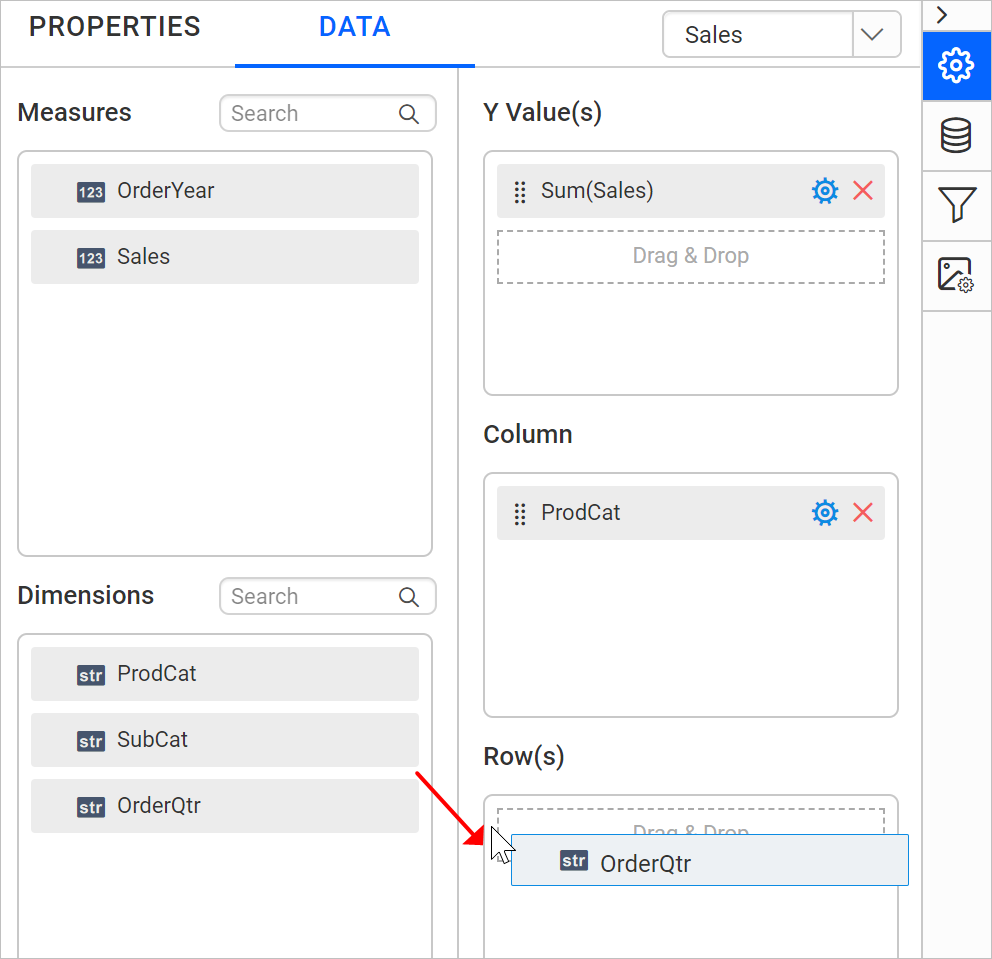 PROPERTIES
DATA
Sales
Measures
Search
123 OrderYear
123 Sales
Dimensions
Search
str ProdCat
str SubCat
str OrderQtr
Y Value(s)
Sum(Sales)
Drag & Drop
Column
ProdCat
Row(s)
Drag & Drop
str OrderQtr